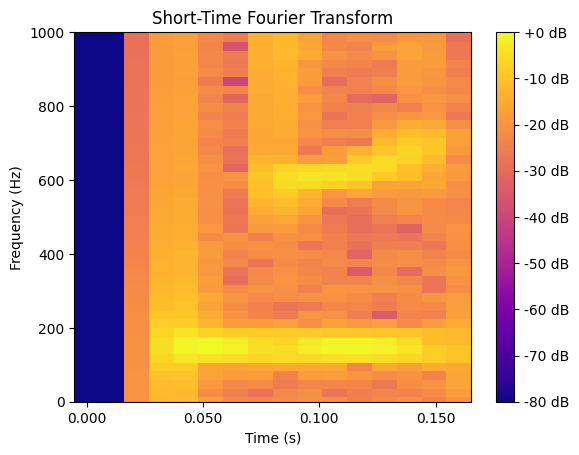 Short-Time Fourier Transform
1000
800
600
400
200
0
Frequency (Hz)
0.000
0.050
0.100
0.150
Time (s)
+0 dB
-10 dB
-20 dB
-30 dB
-40 dB
-50 dB
-60 dB
-70 dB
-80 dB